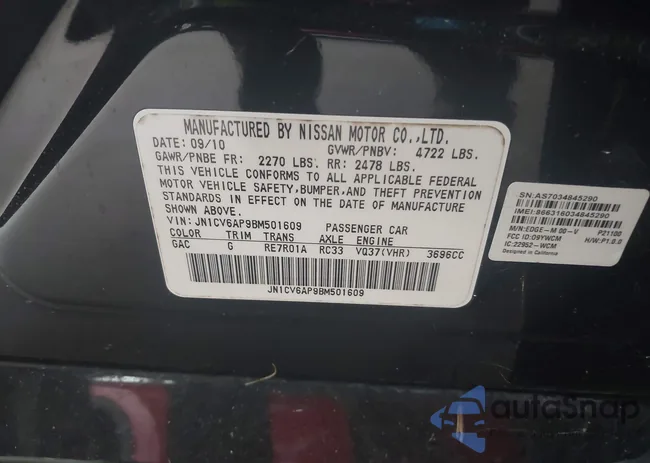 MANUFACTURED BY NISSAN MOTOR CO.,LTD.
DATE: 09/10 GVWR/PNBV: 4722 LBS.
GAWR/PNBE FR: 2270 LBS. RR: 2478 LBS.
THIS VEHICLE CONFORMS TO ALL APPLICABLE FEDERAL
MOTOR VEHICLE SAFETY, BUMPER, AND THEFT PREVENTION
STANDARDS IN EFFECT ON THE DATE OF MANUFACTURE
SHOWN ABOVE.
VIN: JN1CV6AP9BM501609 PASSENGER CAR
COLOR TRIM TRANS AXLE ENGINE
GAC G RE7R01A RC33 VQ37(VHR) 3696CC
JN1CV6AP9BM501609
SN:AS7034845290
IMEI:866316034845290
M/N:EDGE-M 00-V P21100
FCC ID:09YWCM H/W:P1.0.0
IC:22952-WCM
Designed in California
autoSnap